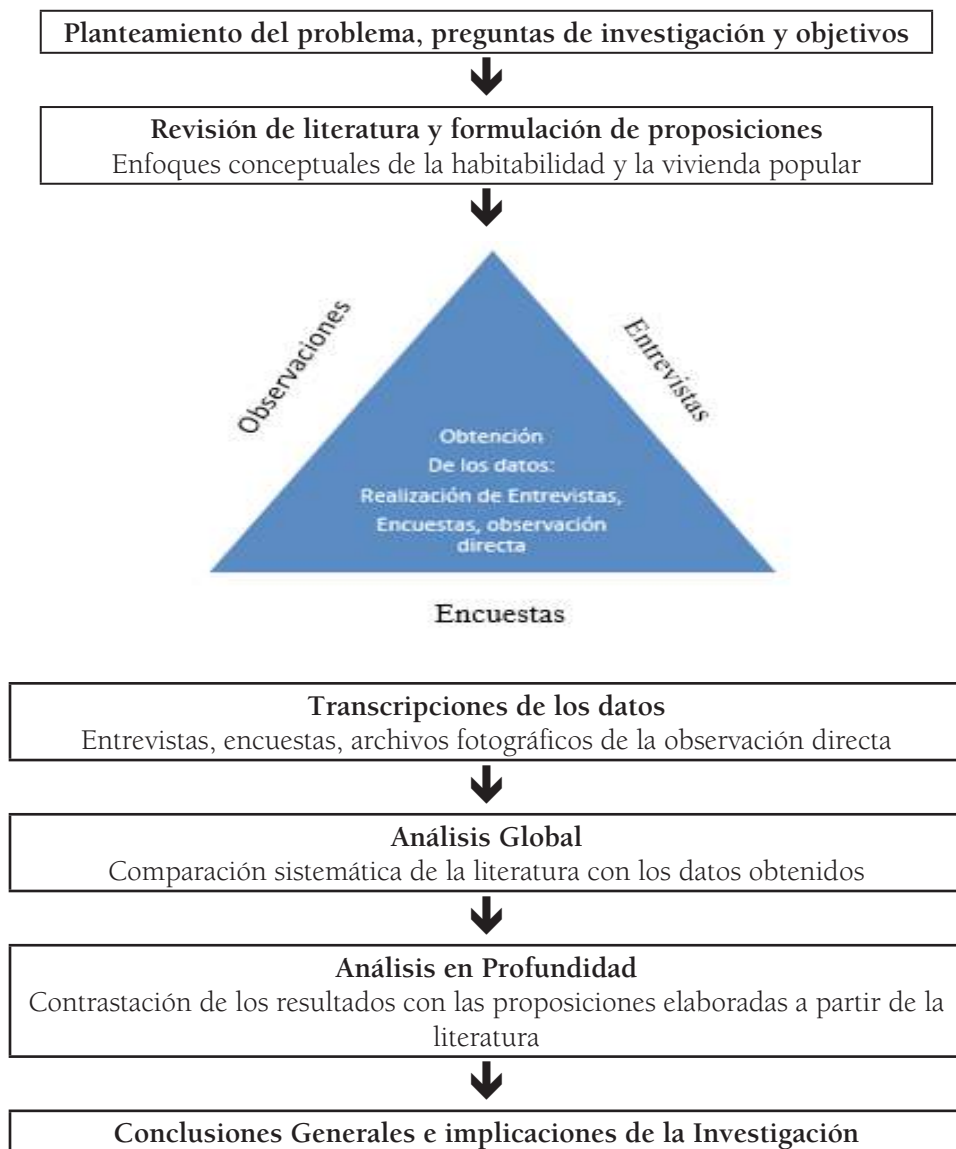 Planteamiento del problema, preguntas de investigación y objetivos
Revisión de literatura y formulación de proposiciones
Enfoques conceptuales de la habitabilidad y la vivienda popular
Observaciones
Entrevistas
Obtención
De los datos:
Realización de Entrevistas,
Encuestas, observación
directa
Encuestas
Transcripciones de los datos
Entrevistas, encuestas, archivos fotográficos de la observación directa
Análisis Global
Comparación sistemática de la literatura con los datos obtenidos
Análisis en Profundidad
Contrastación de los resultados con las proposiciones elaboradas a partir de la
literatura
Conclusiones Generales e implicaciones de la Investigación